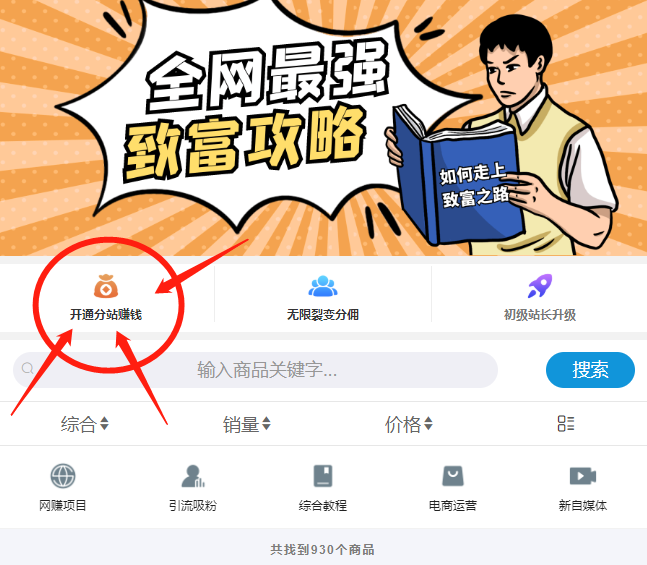 全网最强
致富攻略
如何走上
致富之路
开通分站赚钱
无限裂变分佣
初级站长升级
输入商品关键字...
搜索
综合
销量
价格
网赚项目
引流吸粉
综合教程
电商运营
新自媒体
共找到930个商品